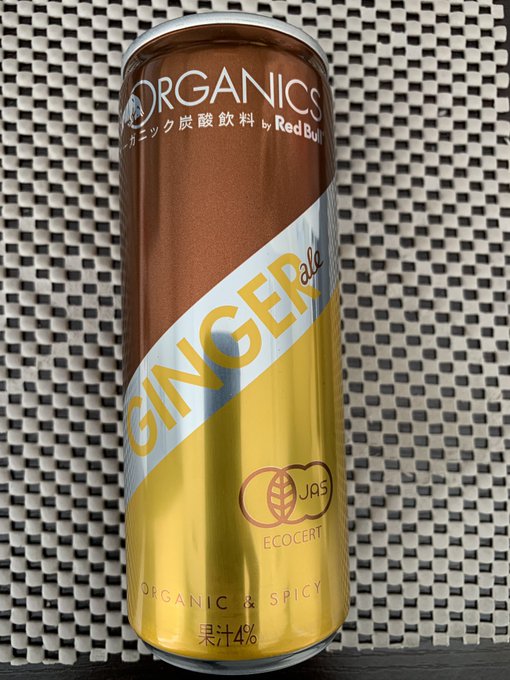 ORGANICS
ーガニック炭酸飲料 by Red Bull
GINGER ale
JAS
ECOCERT
ORGANIC & SPICY
果汁4%